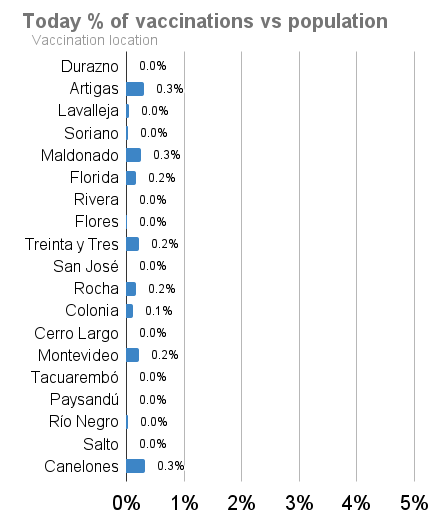 Today % of vaccinations vs population
Vaccination location
Durazno 0.0%
Artigas 0.3%
Lavalleja 0.0%
Soriano 0.0%
Maldonado 0.3%
Florida 0.2%
Rivera 0.0%
Flores 0.0%
Treinta y Tres 0.2%
San José 0.0%
Rocha 0.2%
Colonia 0.1%
Cerro Largo 0.0%
Montevideo 0.2%
Tacuarembó 0.0%
Paysandú 0.0%
Río Negro 0.0%
Salto 0.0%
Canelones 0.3%
0% 1% 2% 3% 4% 5%